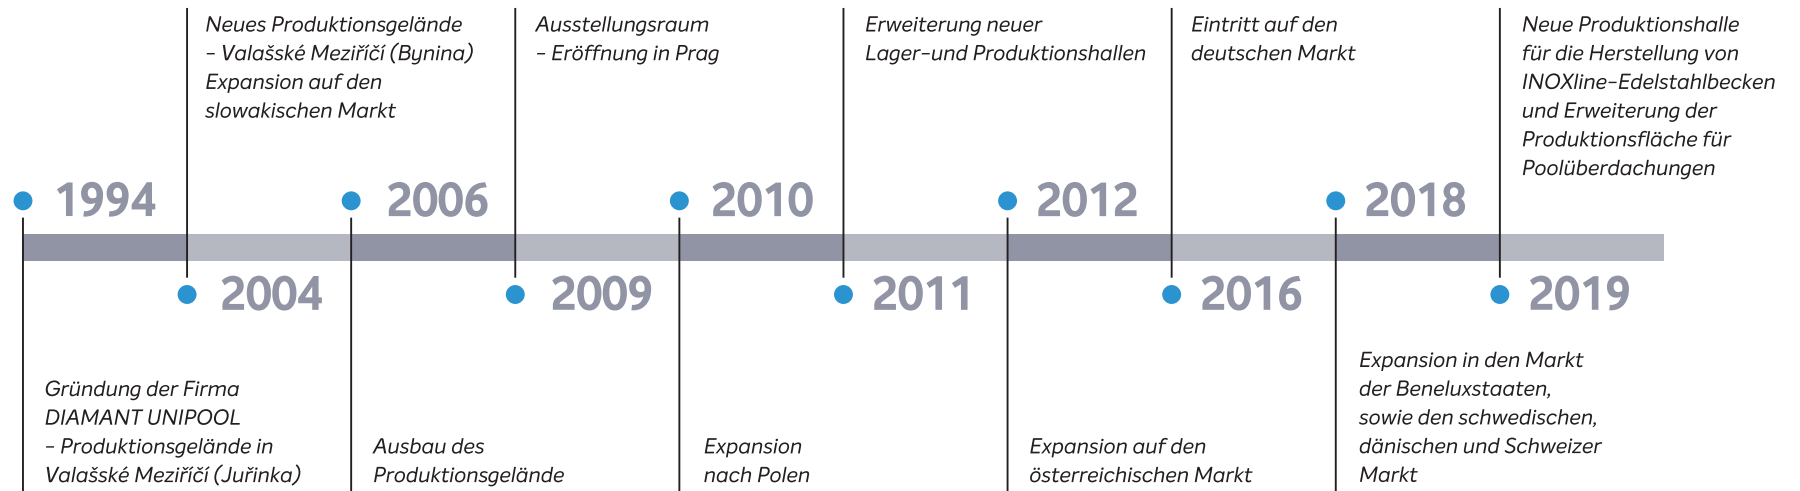 1994
Gründung der Firma
DIAMANT UNIPOOL
- Produktionsgelände in
Valašské Meziříčí (Juřinka)
2004
Neues Produktionsgelände
- Valašské Meziříčí (Bynina)
Expansion auf den
slowakischen Markt
2006
Ausbau des
Produktionsgelände
2009
Ausstellungsraum
- Eröffnung in Prag
2010
Expansion
nach Polen
2011
Erweiterung neuer
Lager-und Produktionshallen
2012
Expansion auf den
österreichischen Markt
2016
Eintritt auf den
deutschen Markt
2018
Expansion in den Markt
der Beneluxstaaten,
sowie den schwedischen,
dänischen und Schweizer
Markt
2019
Neue Produktionshalle
für die Herstellung von
INOXline-Edelstahlbecken
und Erweiterung der
Produktionsfläche für
Poolüberdachungen